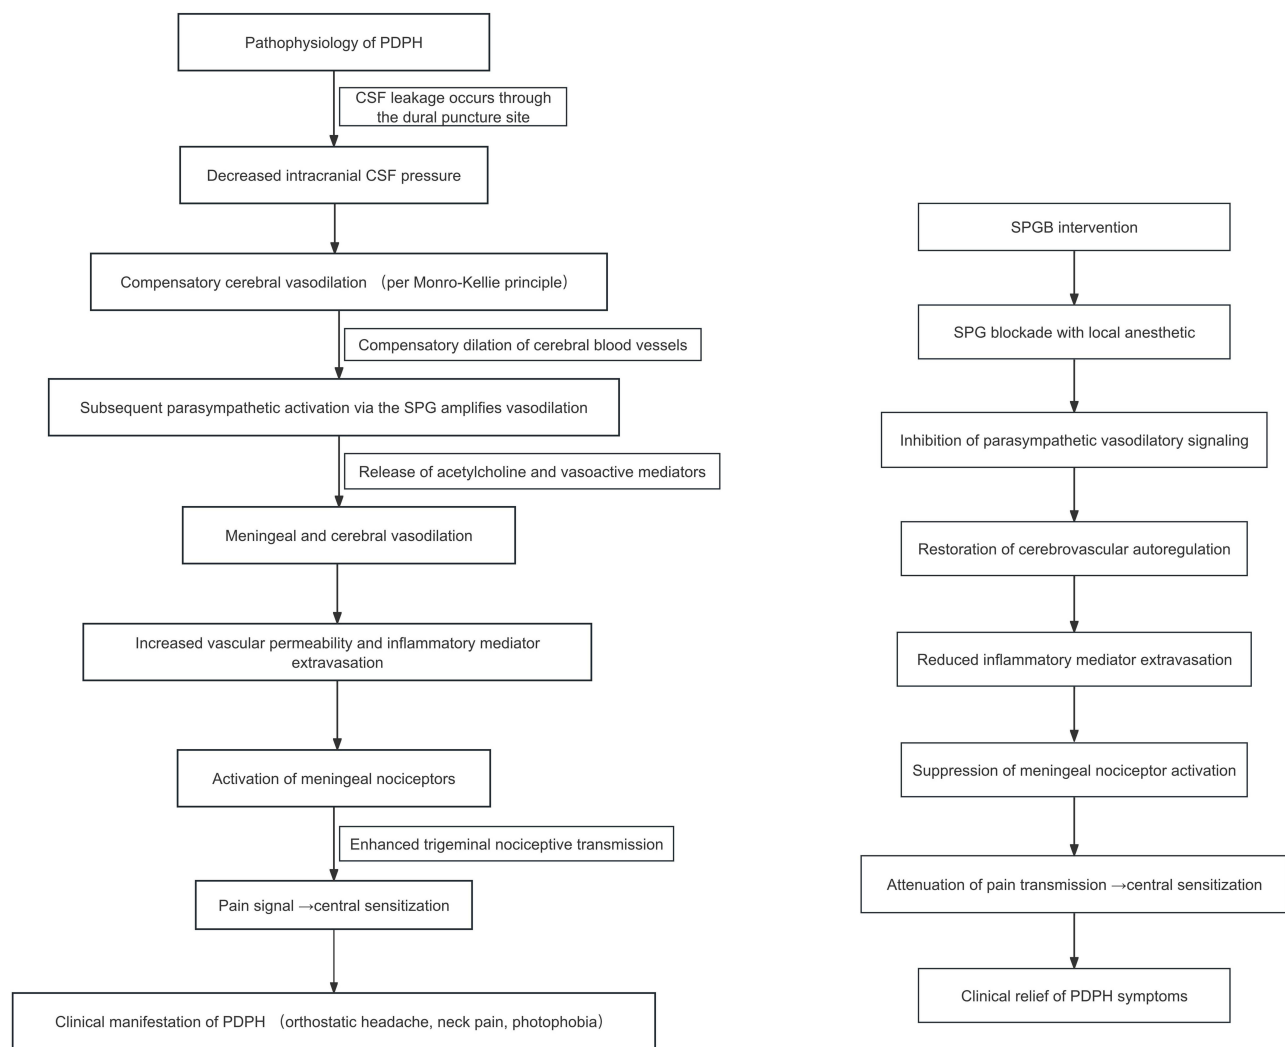 Pathophysiology of PDPH
CSF leakage occurs through
the dural puncture site
Decreased intracranial CSF pressure
Compensatory cerebral vasodilation （per Monro-Kellie principle）
Compensatory dilation of cerebral blood vessels
Subsequent parasympathetic activation via the SPG amplifies vasodilation
Release of acetylcholine and vasoactive mediators
Meningeal and cerebral vasodilation
Increased vascular permeability and inflammatory mediator
extravasation
Activation of meningeal nociceptors
Enhanced trigeminal nociceptive transmission
Pain signal →central sensitization
Clinical manifestation of PDPH （orthostatic headache, neck pain, photophobia）
SPGB intervention
SPG blockade with local anesthetic
Inhibition of parasympathetic vasodilatory signaling
Restoration of cerebrovascular autoregulation
Reduced inflammatory mediator extravasation
Suppression of meningeal nociceptor activation
Attenuation of pain transmission →central sensitization
Clinical relief of PDPH symptoms